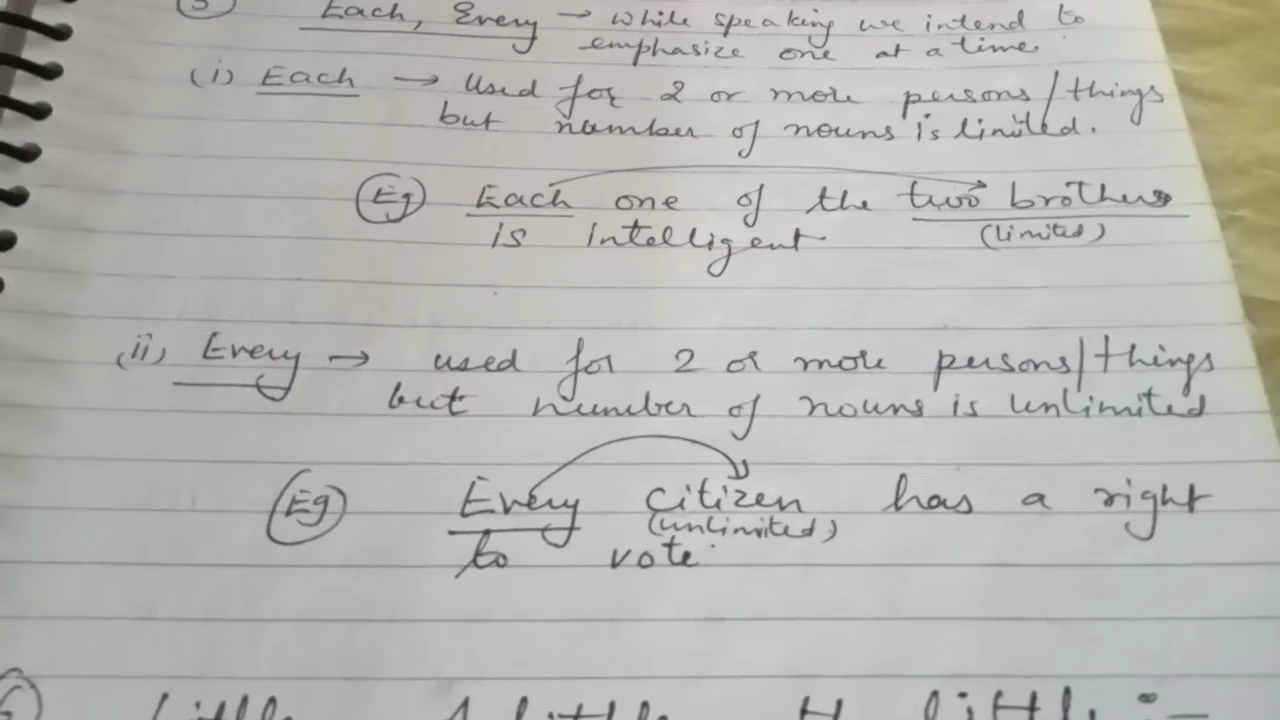 5 Each, Every → while speaking we intend to
emphasize one at a time.
(i) Each → Used for 2 or more persons/things
but number of nouns is limited.
Eg Each one of the two brothers
is intelligent (limited)
(ii) Every → used for 2 or more persons/things
but number of nouns is unlimited
Eg Every citizen has a right
(unlimited)
to vote.
Little A little